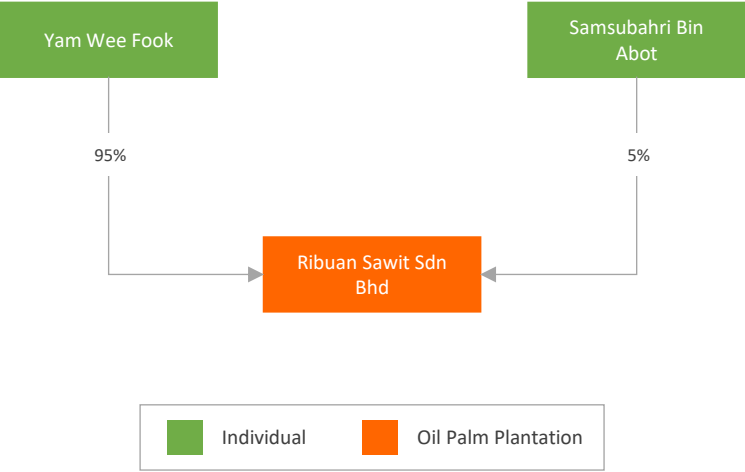 Yam Wee Fook
Samsubahri Bin
Abot
95%
5%
Ribuan Sawit Sdn
Bhd
Individual
Oil Palm Plantation